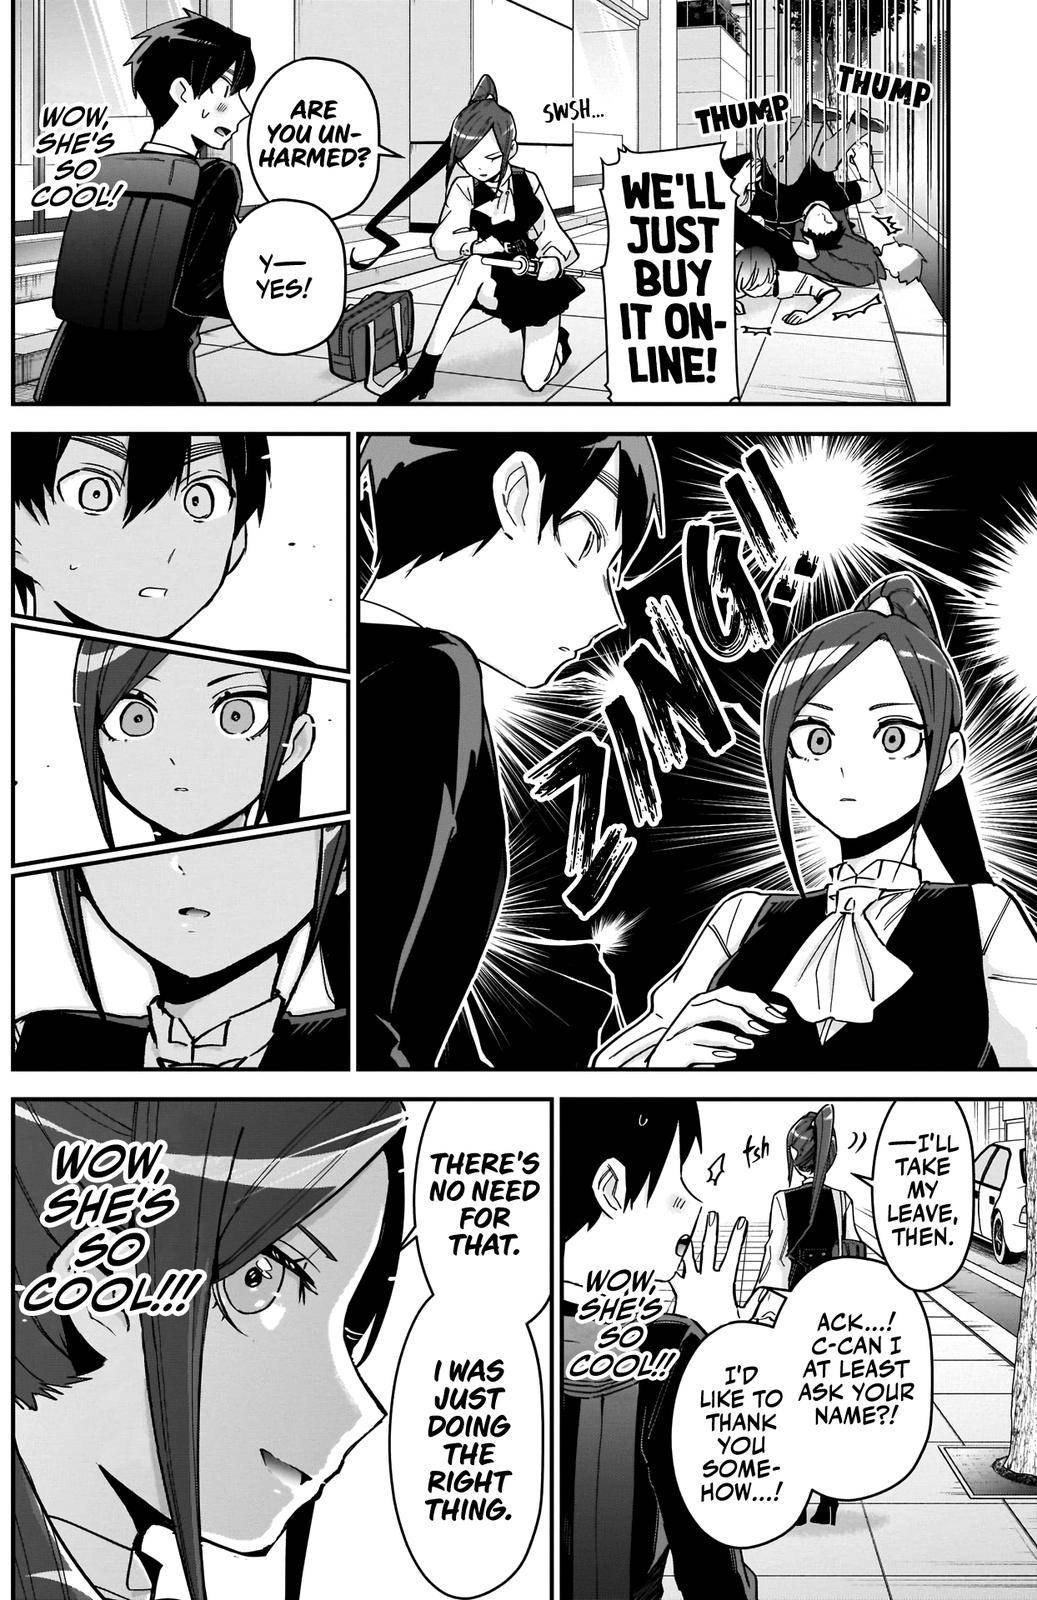 THUMP
THUMP
WE'LL
JUST
BUY
IT ON-
LINE!
SWSH...
ARE
YOU UN-
HARMED?
Y—
YES!
WOW,
SHE'S
SO
COOL!
ZING!!
—I'LL
TAKE
MY
LEAVE,
THEN.
fsh
ACK...!
C-CAN I
AT LEAST
ASK YOUR
NAME?!
I'D
LIKE TO
THANK
YOU
SOME-
HOW...!
WOW,
SHE'S
SO
COOL!!
THERE'S
NO NEED
FOR
THAT.
I WAS
JUST
DOING
THE
RIGHT
THING.
WOW,
SHE'S
SO
COOL!!!